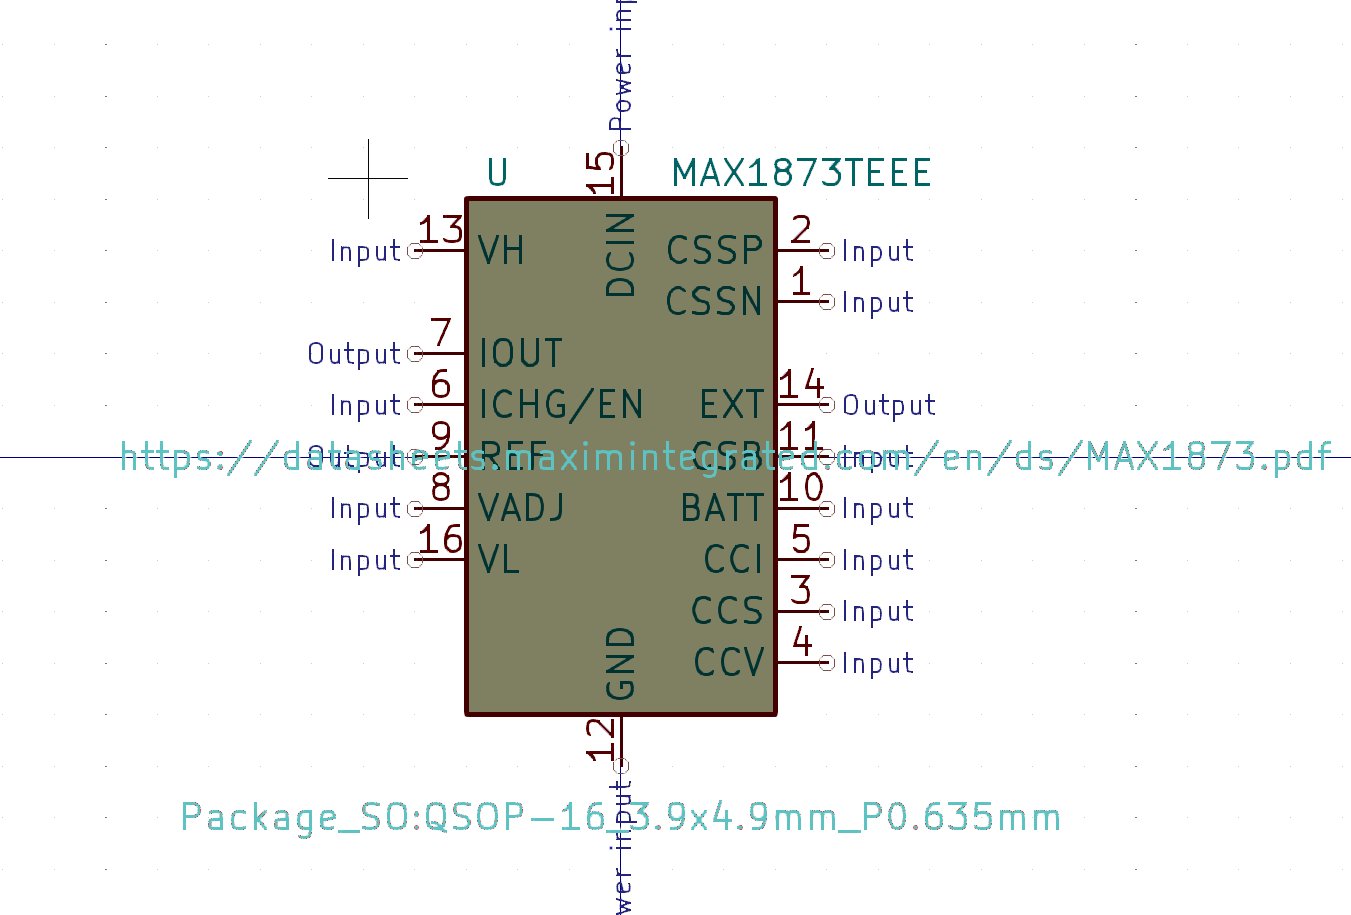 Power inp
15
U
MAX1873TEEE
DCIN
13
Input
VH
CSSP
2
Input
CSSN
1
Input
7
Output
IOUT
6
Input
ICHG/EN
EXT
14
Output
9
Output
REF
CSB
11
Input
https://datasheets.maximintegrated.com/en/ds/MAX1873.pdf
8
Input
VADJ
BATT
10
Input
16
Input
VL
CCI
5
Input
CCS
3
Input
CCV
4
Input
GND
12
wer input
Package_SO:QSOP-16_3.9x4.9mm_P0.635mm